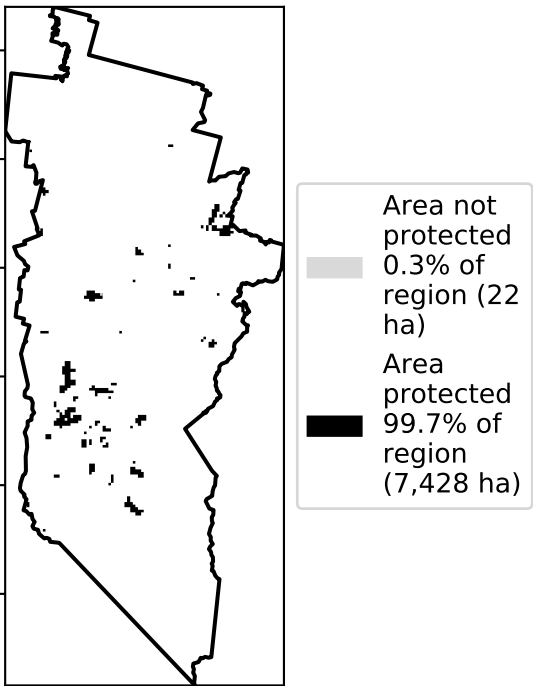 Area not
protected
0.3% of
region (22
ha)
Area
protected
99.7% of
region
(7,428 ha)